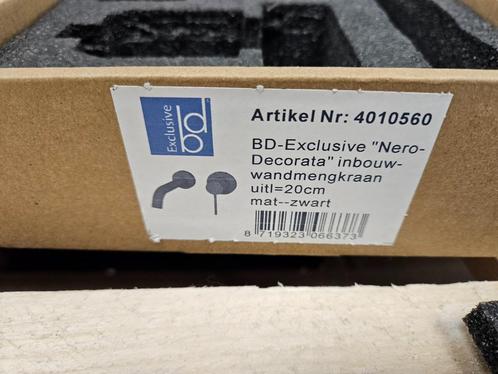 Exclusive
bd
Artikel Nr: 4010560
BD-Exclusive "Nero-
Decorata" inbouw-
wandmengkraan
uitl=20cm
mat--zwart
8 719323 066373